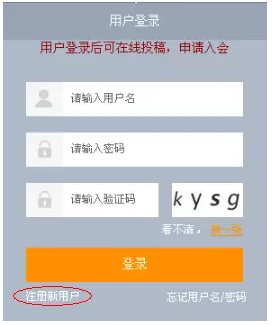 用户登录
用户登录后可在线投稿，申请入会
请输入用户名
请输入密码
请输入验证码 kysg
看不清，换一张
登录
注册新用户 忘记用户名/密码